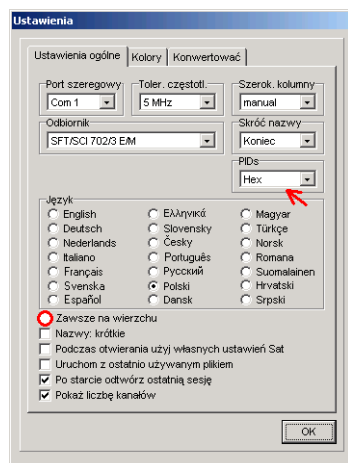 Ustawienia
Ustawienia ogólne Kolory Konwertować
Port szeregowy Toler. częstotl. Szerok. kolumny
Com 1 5 MHz manual
Odbiornik Skróć nazwy
SFT/SCI 702/3 E/M Koniec
PIDs
Hex
Język
English Ελληνικά Magyar
Deutsch Slovensky Türkçe
Nederlands Česky Norsk
Italiano Português Romana
Français Русский Suomalainen
Svenska Polski Hrvatski
Español Dansk Srpski
Zawsze na wierzchu
Nazwy: krótkie
Podczas otwierania użyj własnych ustawień Sat
Uruchom z ostatnio używanym plikiem
Po starcie odtwórz ostatnią sesję
Pokaż liczbę kanałów
OK